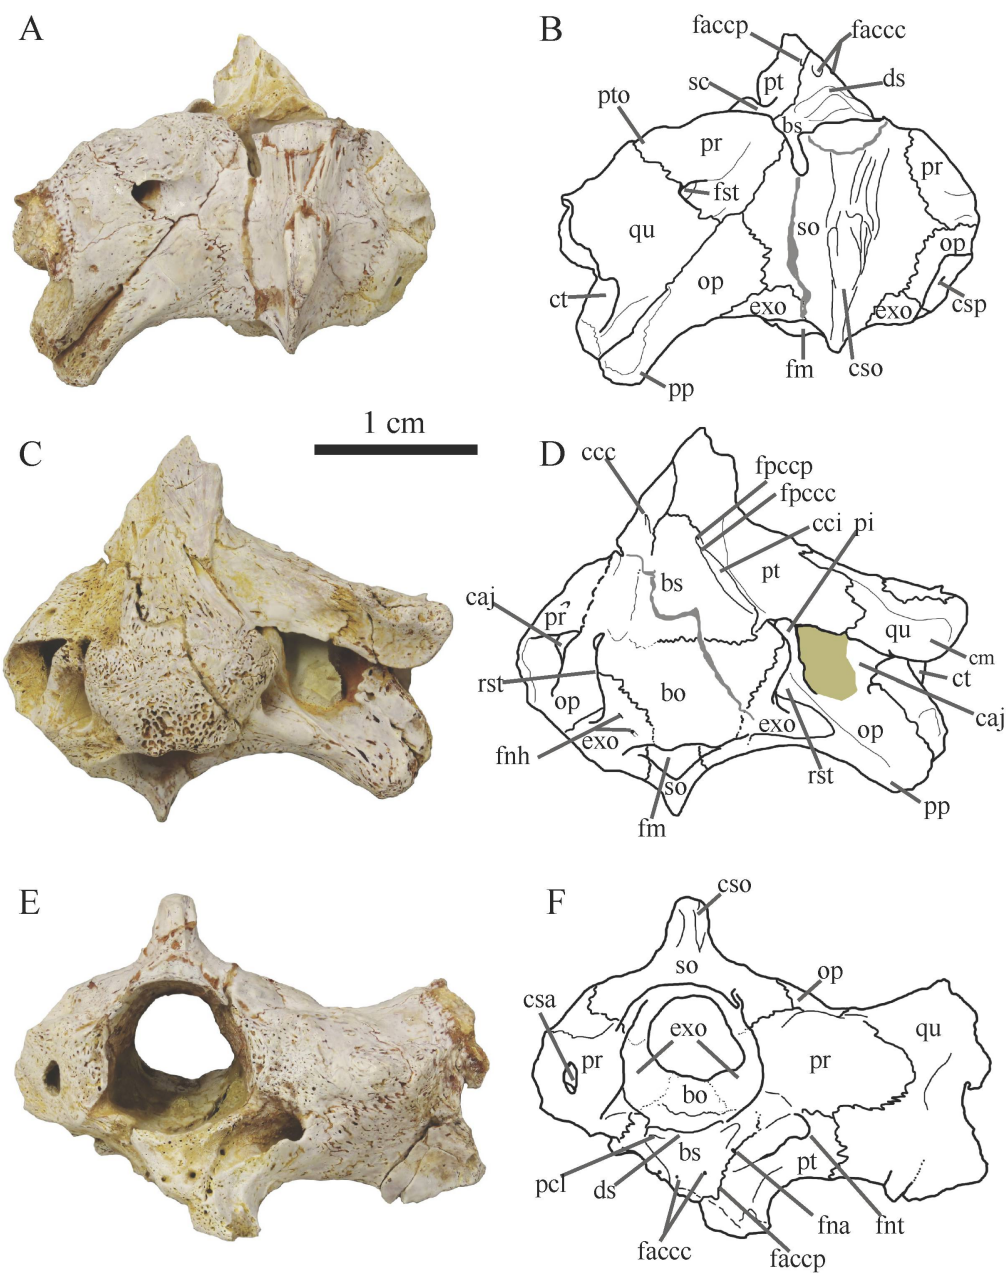 A
B
faccp
faccc
sc
pt
ds
pto
bs
pr
pr
fst
qu
so
op
op
ct
exo
exo
csp
fm
cso
pp
1 cm
C
D
ccc
fpccp
fpccc
cci
pi
bs
pt
caj
pr
qu
cm
rst
ct
bo
op
caj
exo
exo
op
fnh
rst
so
pp
fm
E
F
cso
so
op
csa
exo
qu
pr
pr
bo
bs
pt
pcl
ds
fna
fnt
faccc
faccp